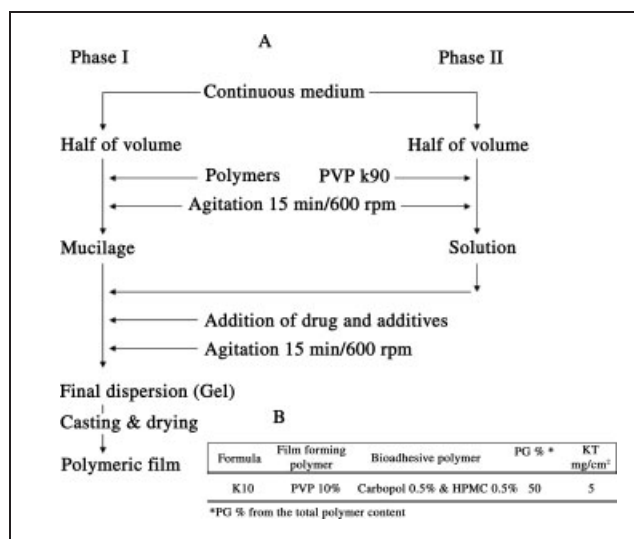 A
Phase I Phase II
Continuous medium
Half of volume Half of volume
Polymers PVP k90
Agitation 15 min/600 rpm
Mucilage Solution
Addition of drug and additives
Agitation 15 min/600 rpm
Final dispersion (Gel)
Casting & drying
Polymeric film
B
Formula Film forming polymer Bioadhesive polymer PG % * KT mg/cm²
K10 PVP 10% Carbopol 0.5% & HPMC 0.5% 50 5
*PG % from the total polymer content